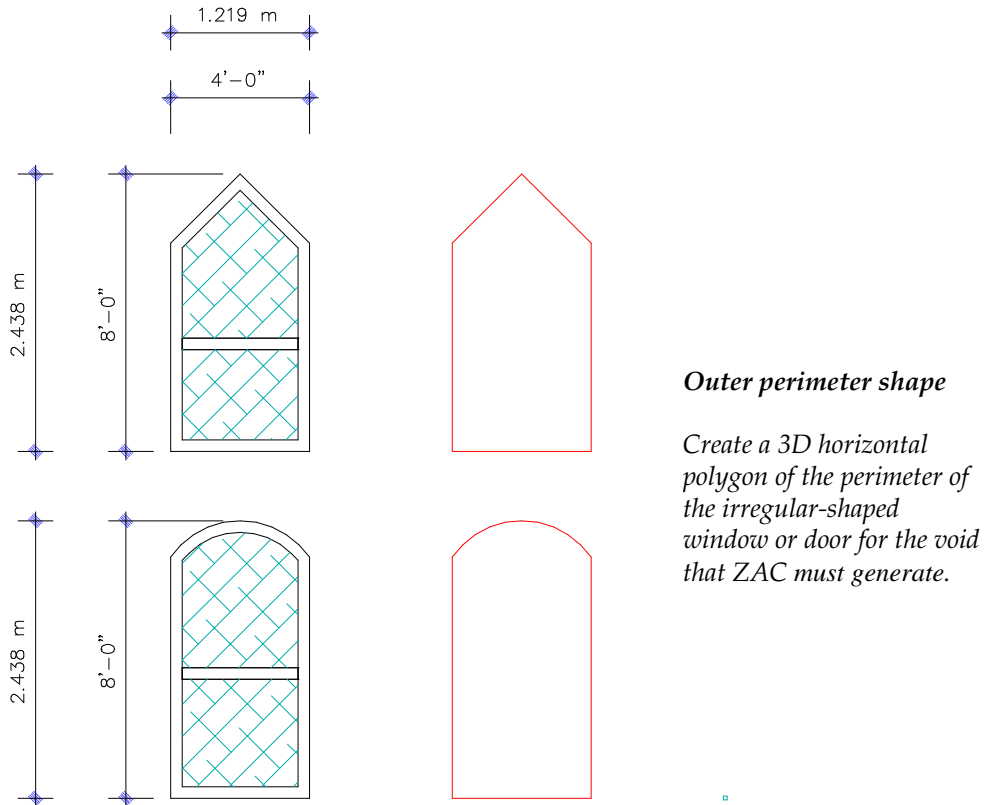 1.219 m
4'-0"
2.438 m
8'-0"
Outer perimeter shape
Create a 3D horizontal
polygon of the perimeter of
the irregular-shaped
window or door for the void
that ZAC must generate.
2.438 m
8'-0"